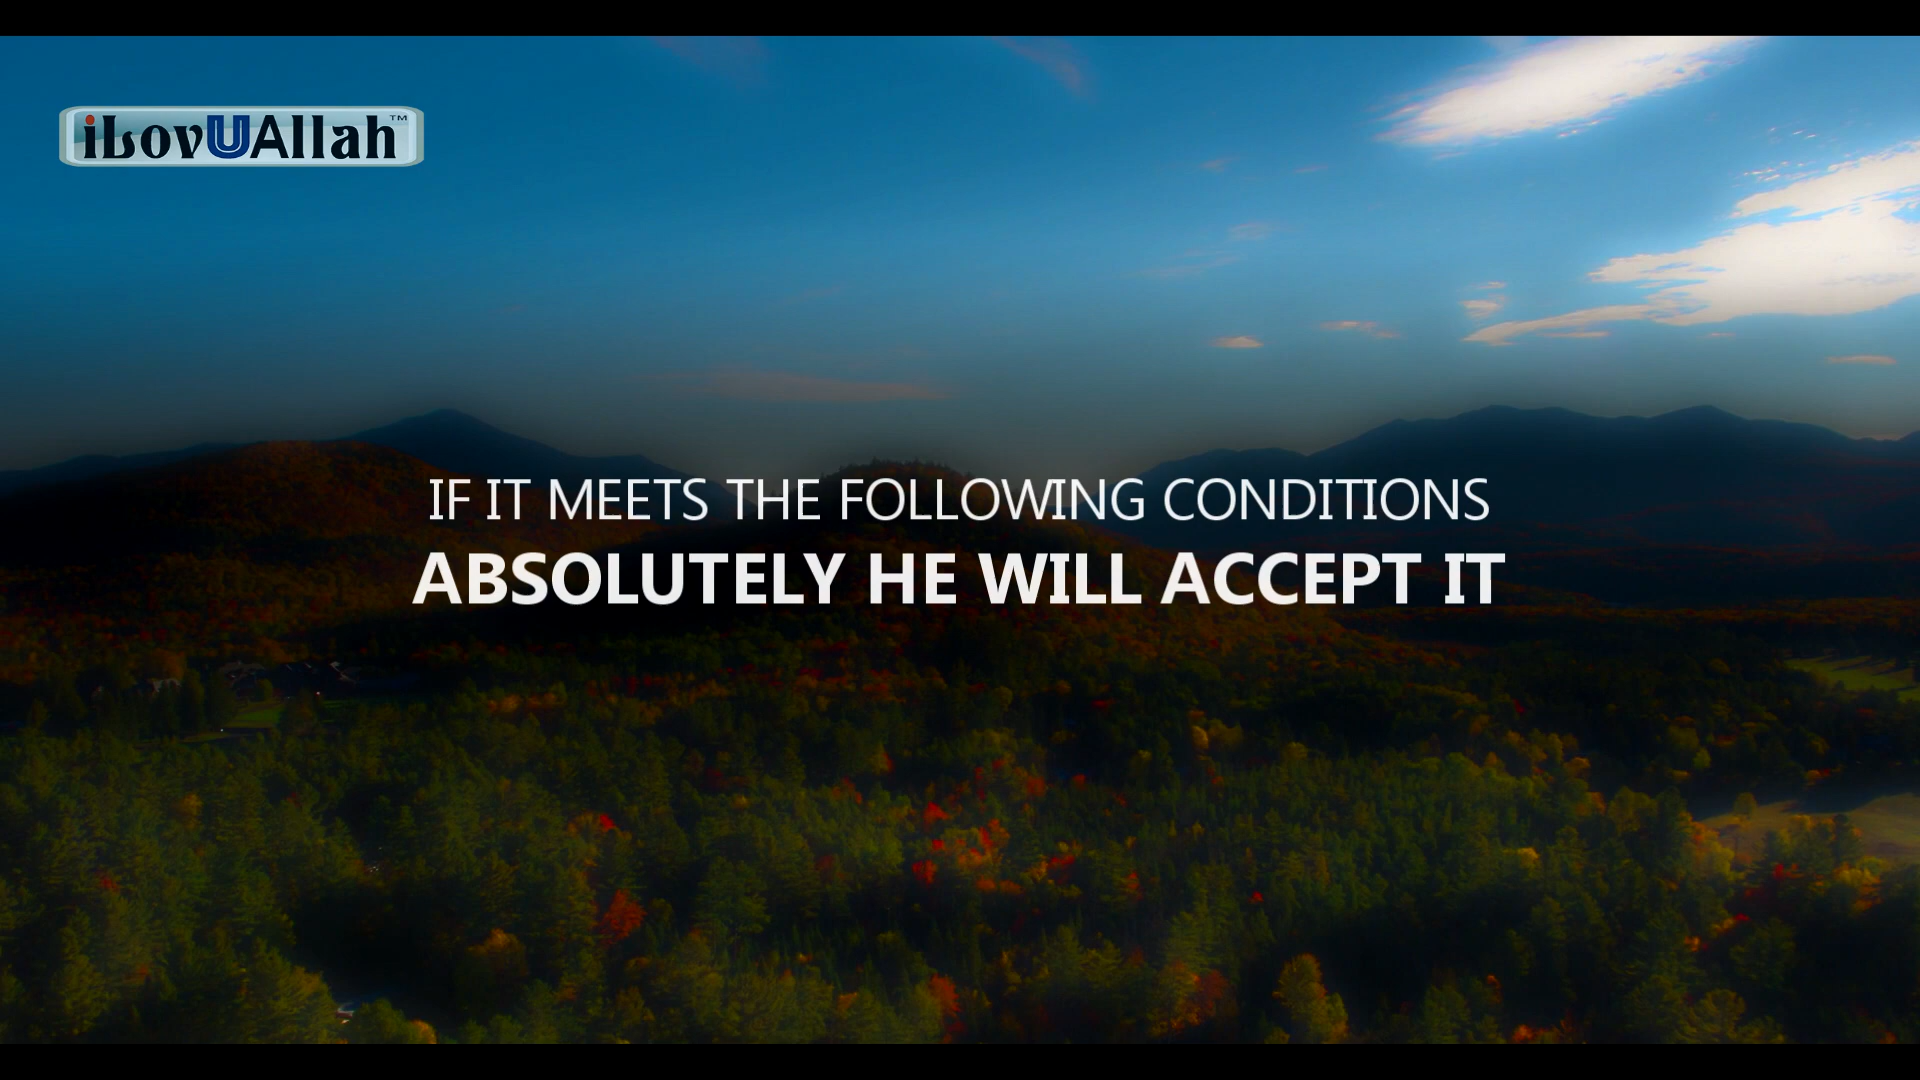 iLovUAllah™
IF IT MEETS THE FOLLOWING CONDITIONS
ABSOLUTELY HE WILL ACCEPT IT